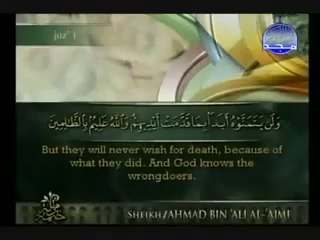 juz' 1
وَلَن يَتَمَنَّوْهُ أَبَدًا بِمَا قَدَّمَتْ أَيْدِيهِمْ وَاللَّهُ عَلِيمٌ بِالظَّالِمِينَ
But they will never wish for death, because of
what they did. And God knows the
wrongdoers.
SHEIKH/AHMAD BIN 'ALI AL-'AJMI